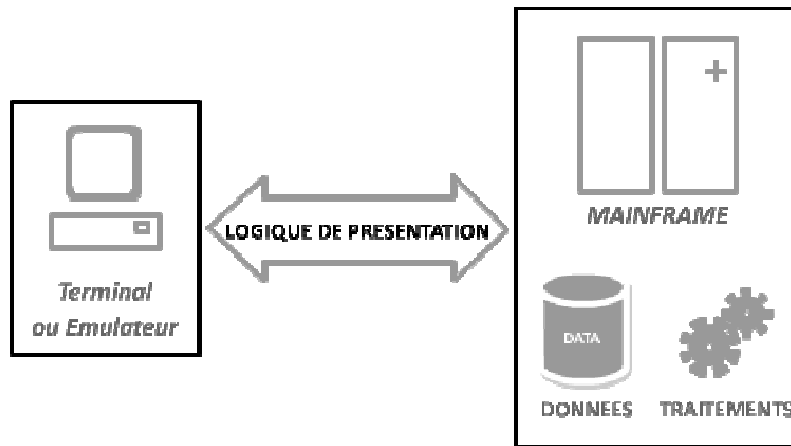 Terminal
ou Emulateur
LOGIQUE DE PRESENTATION
MAINFRAME
DATA
DONNEES TRAITEMENTS